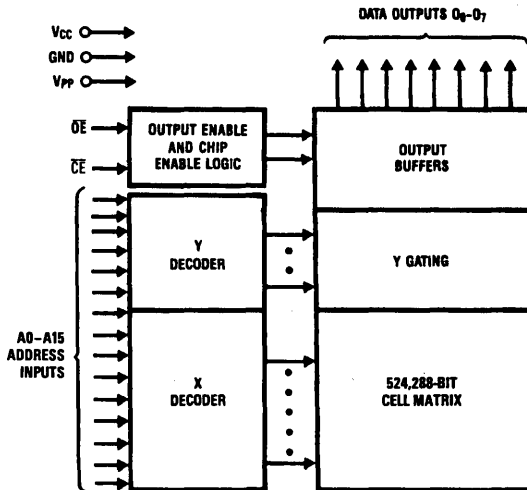 DATA OUTPUTS O0-O7
VCC
GND
VPP
OE
CE
OUTPUT ENABLE
AND CHIP
ENABLE LOGIC
OUTPUT
BUFFERS
Y
DECODER
Y GATING
A0-A15
ADDRESS
INPUTS
X
DECODER
524,288-BIT
CELL MATRIX